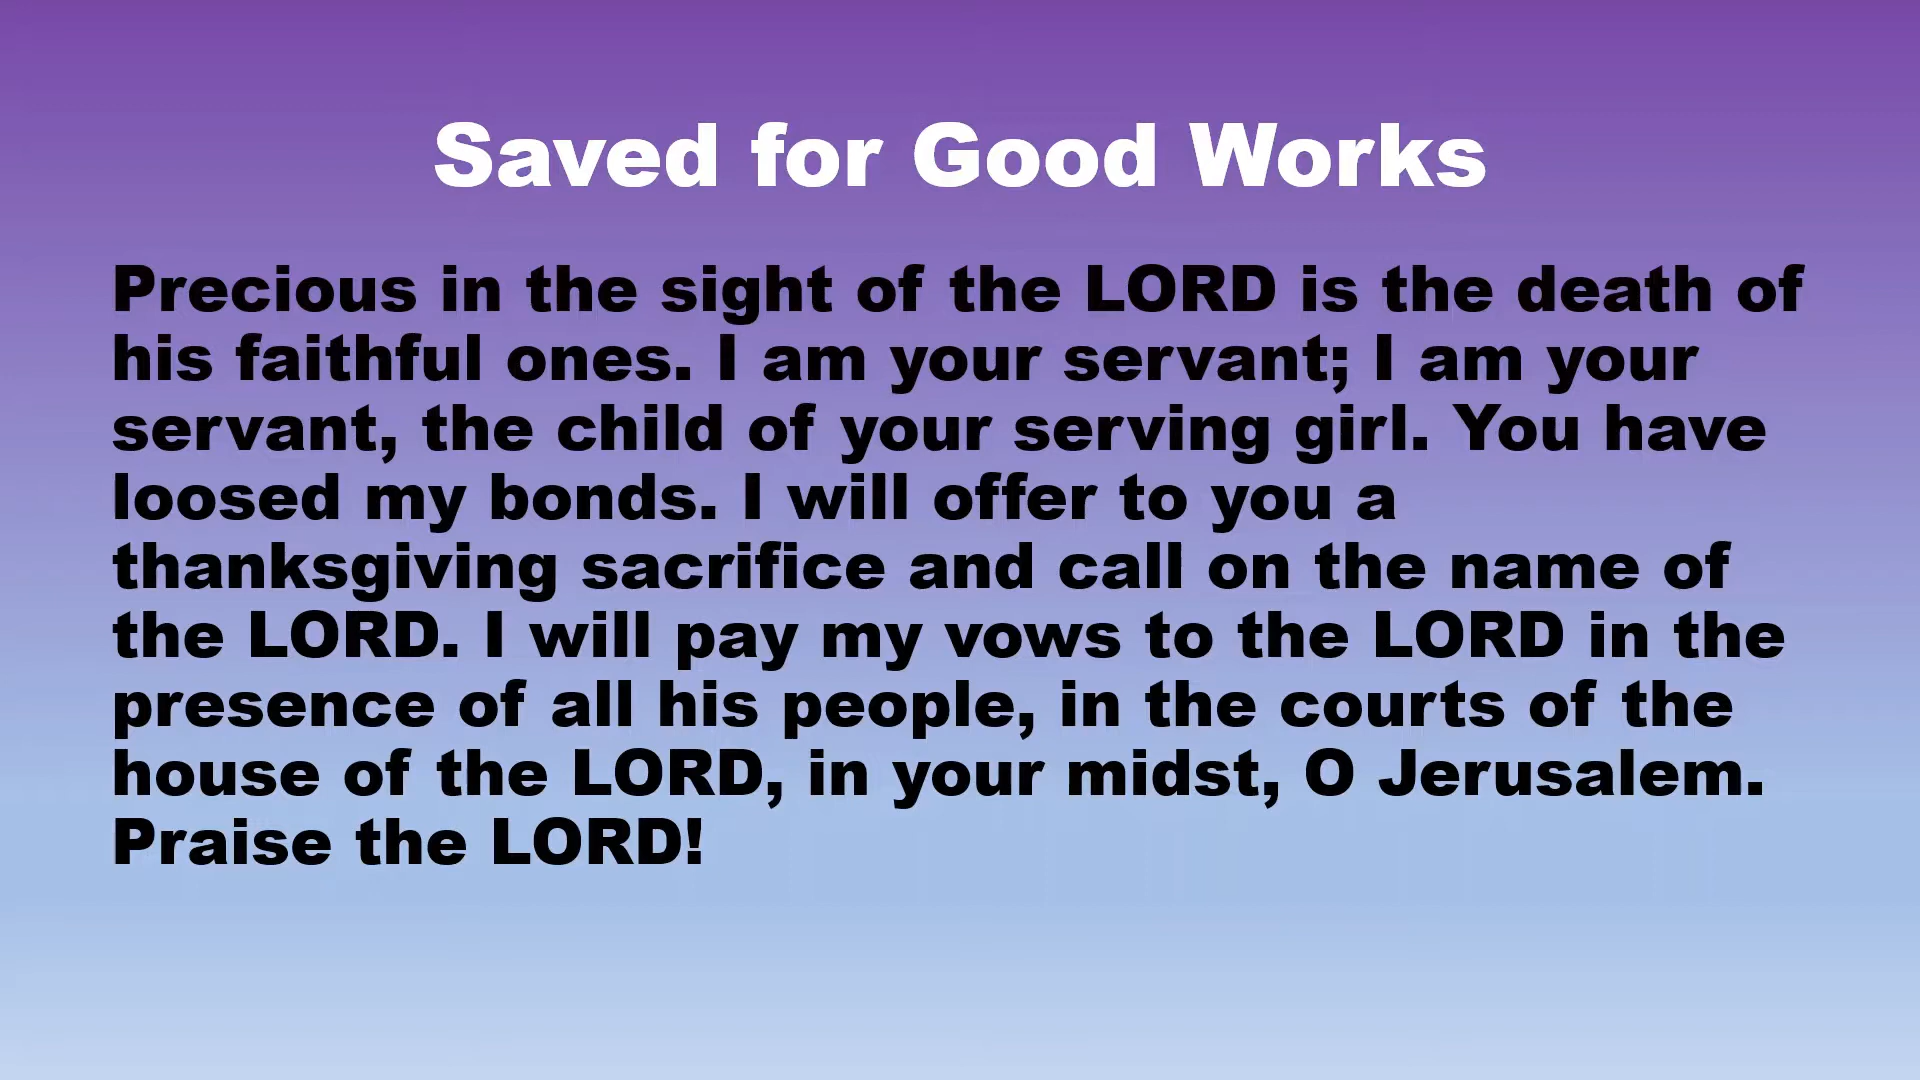 Saved for Good Works
Precious in the sight of the LORD is the death of
his faithful ones. I am your servant; I am your
servant, the child of your serving girl. You have
loosed my bonds. I will offer to you a
thanksgiving sacrifice and call on the name of
the LORD. I will pay my vows to the LORD in the
presence of all his people, in the courts of the
house of the LORD, in your midst, O Jerusalem.
Praise the LORD!